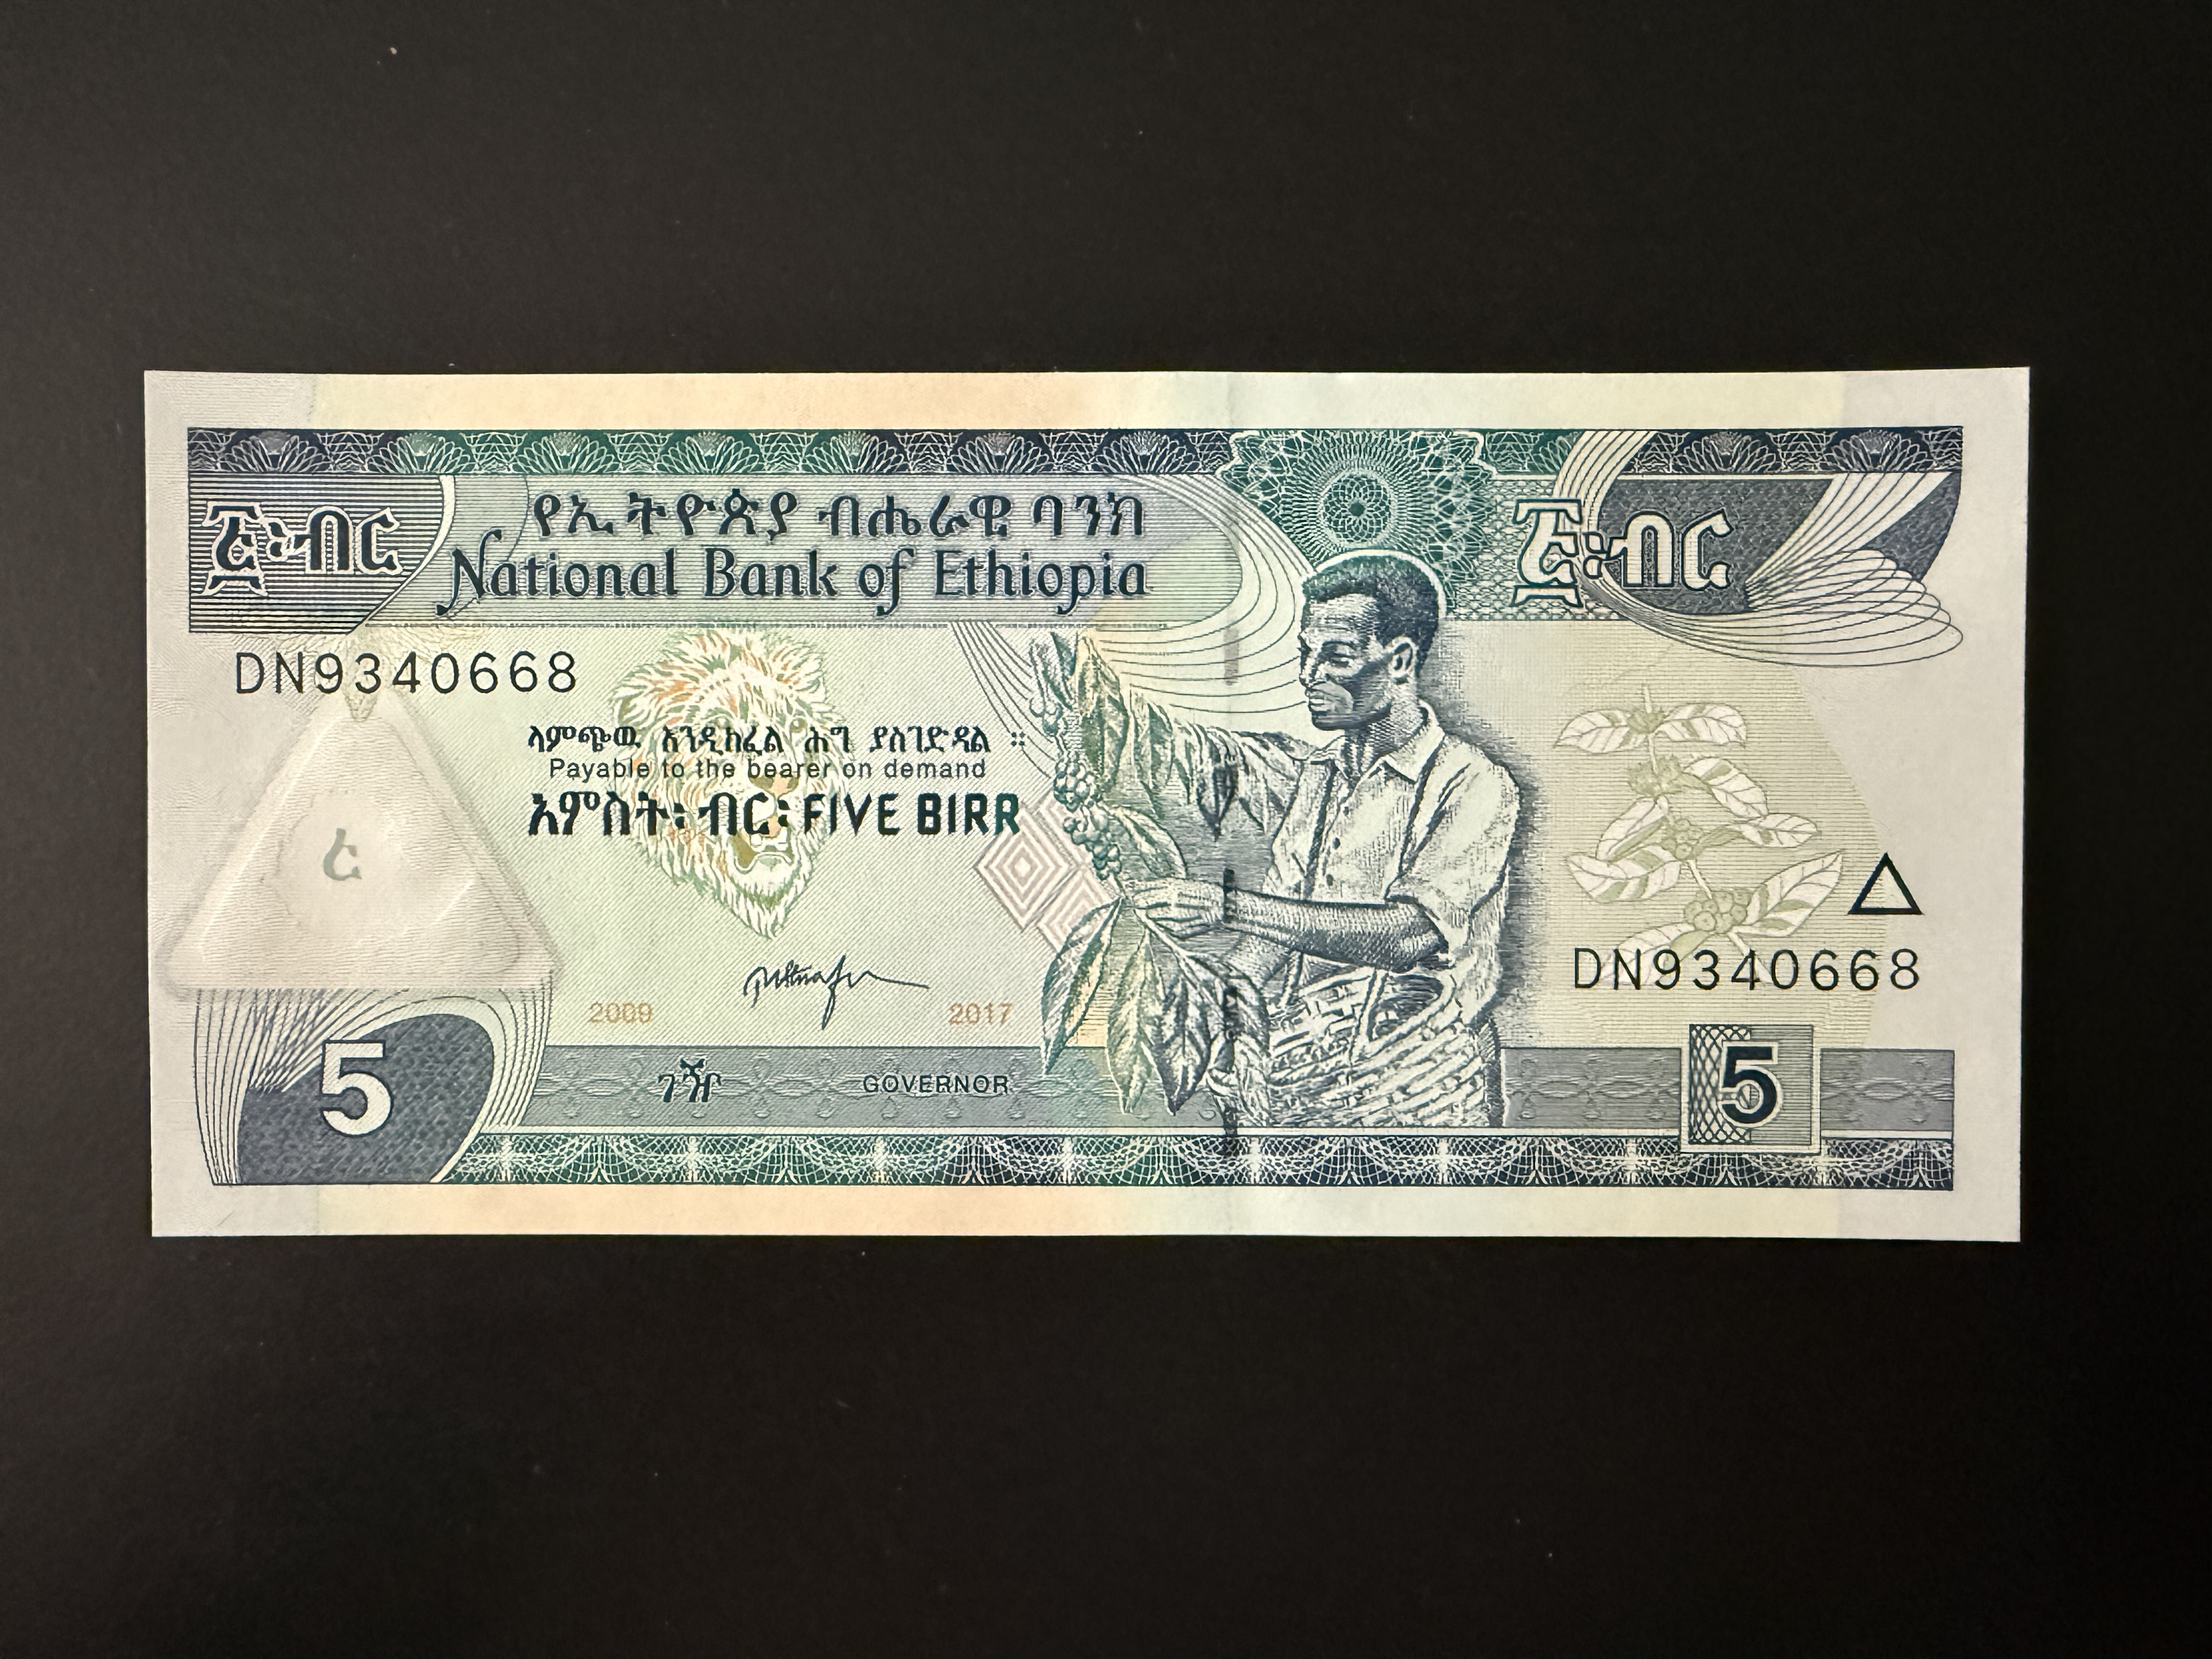 ፭፡ብር
የኢትዮጵያ ብሔራዊ ባንክ
National Bank of Ethiopia
፭፡ብር
DN9340668
ላምጭዉ እንዲከፈል ሕግ ያስገድዳል ።
Payable to the bearer on demand
አምስት፡ ብር፡ FIVE BIRR
DN9340668
2009
2017
5
ገዥ
GOVERNOR
5